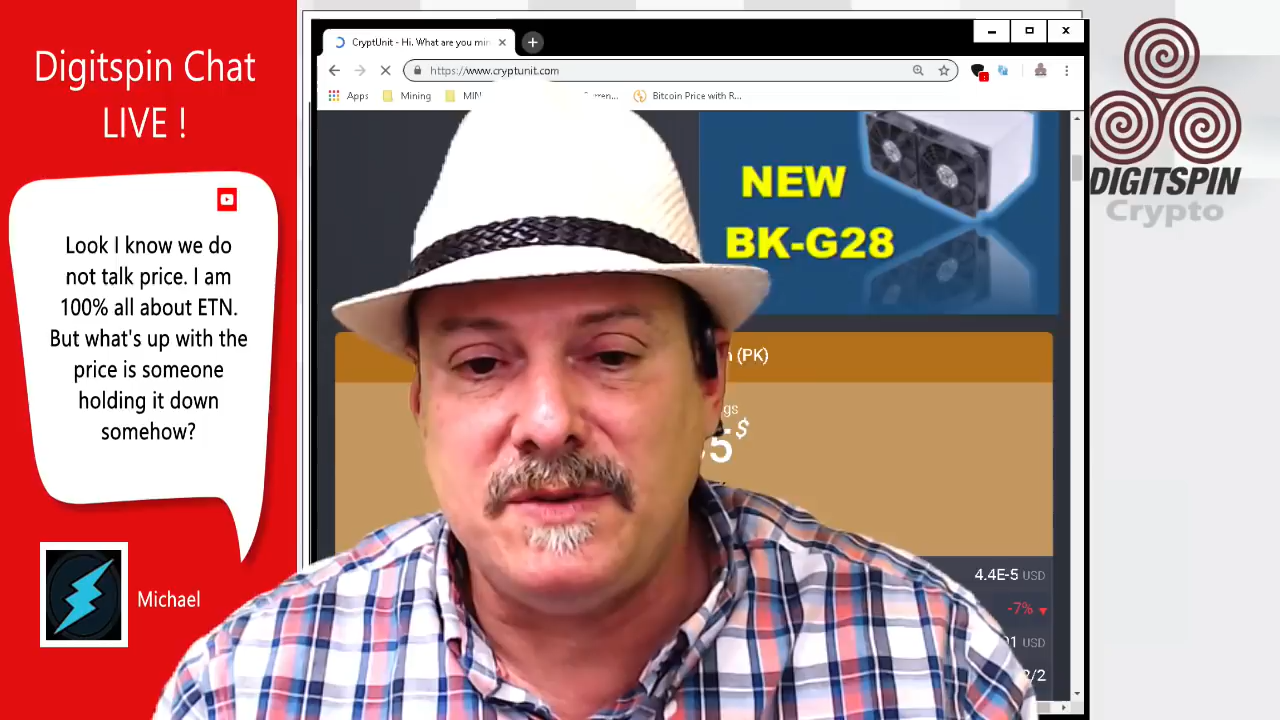 Digitspin Chat
LIVE !
Look I know we do
not talk price. I am
100% all about ETN.
But what's up with the
price is someone
holding it down
somehow?
Michael
CryptUnit - Hi. What are you
https://www.cryptunit.com
Apps
Mining
Bitcoin Price with R...
NEW
BK-G28
(PK)
5$
4.4E-5 USD
-7%
USD
DIGITSPIN
Crypto